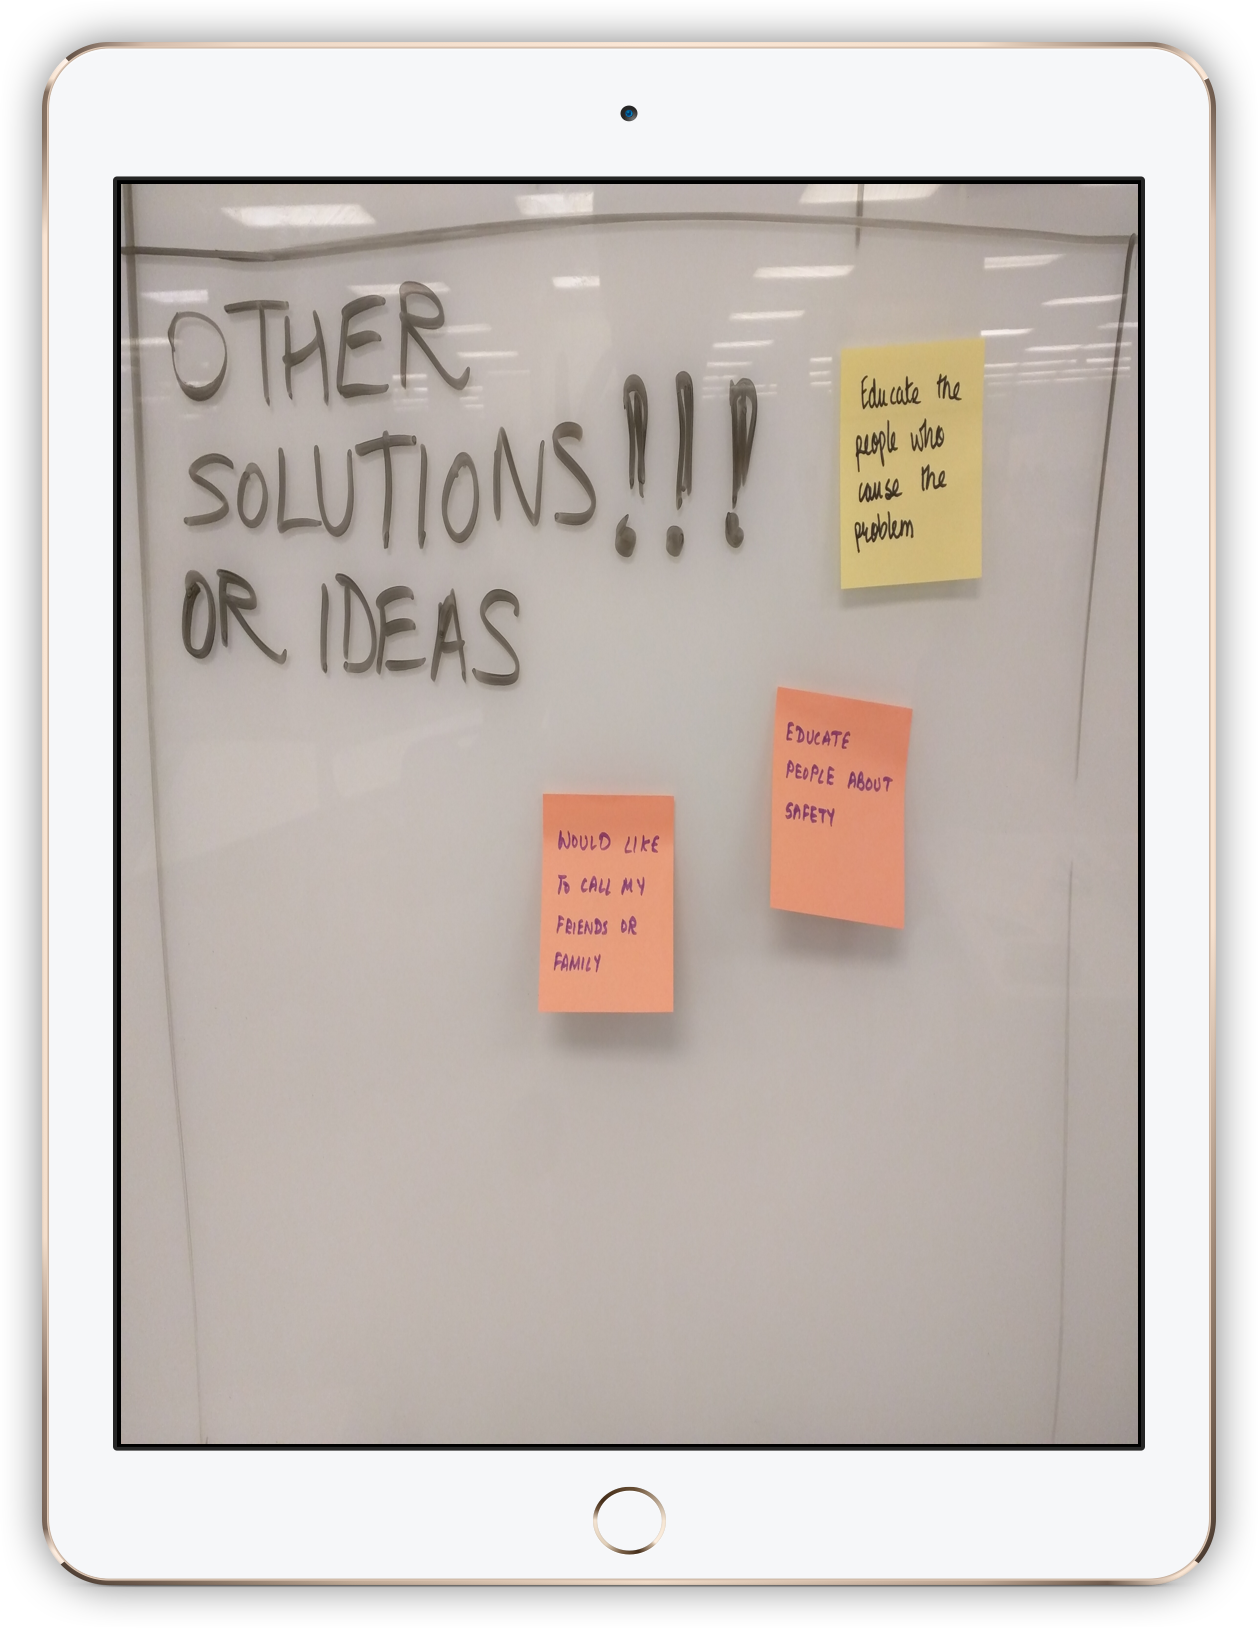 OTHER
SOLUTIONS!!!
OR IDEAS
Educate the
people who
cause the
problem
EDUCATE
PEOPLE ABOUT
SAFETY
WOULD LIKE
TO CALL MY
FRIENDS OR
FAMILY